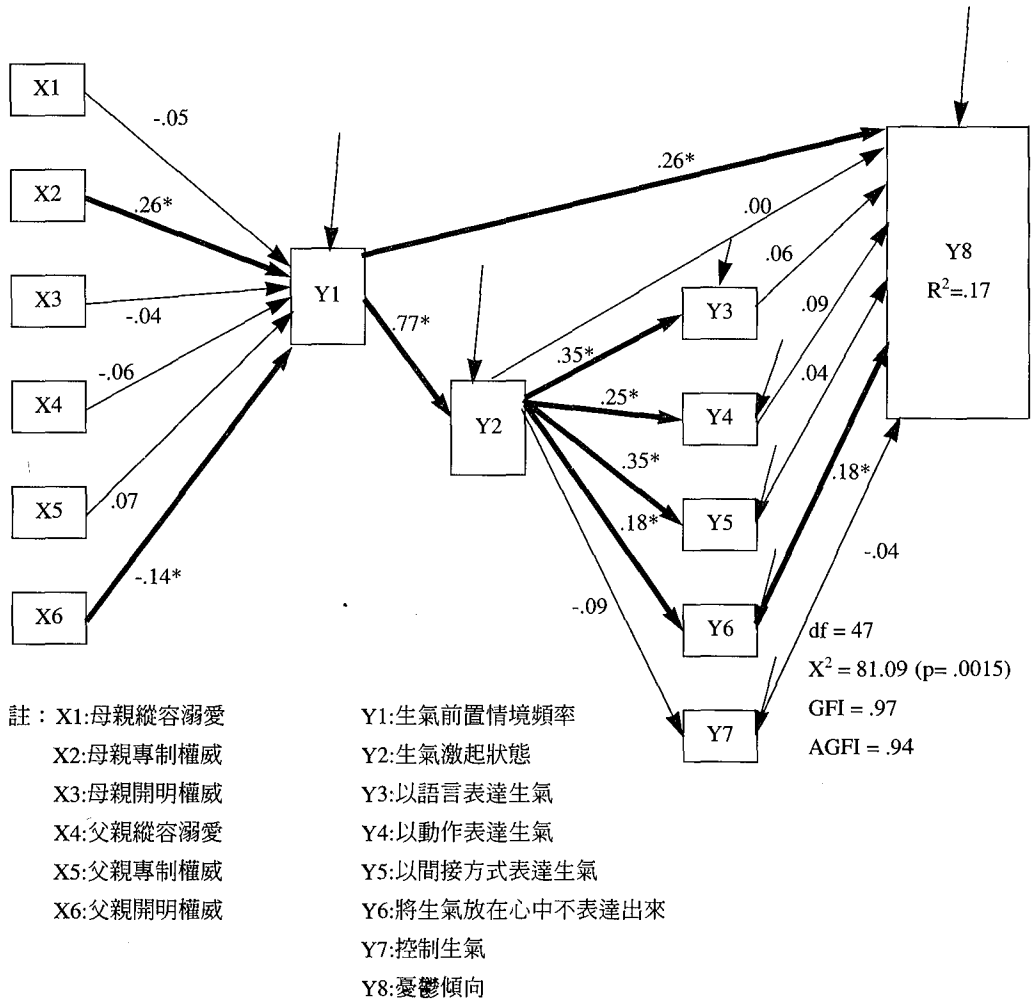 X1
-.05
X2
.26*
X3
-.04
X4
-.06
X5
.07
X6
-.14*
Y1
.77*
.26*
Y2
.00
.35*
.25*
.35*
.18*
-.09
Y3
.06
Y4
.09
Y5
.04
Y6
.18*
Y7
-.04
Y8
R²=.17
df = 47
X² = 81.09 (p= .0015)
GFI = .97
AGFI = .94
註：X1:母親縱容溺愛
X2:母親專制權威
X3:母親開明權威
X4:父親縱容溺愛
X5:父親專制權威
X6:父親開明權威
Y1:生氣前置情境頻率
Y2:生氣激起狀態
Y3:以語言表達生氣
Y4:以動作表達生氣
Y5:以間接方式表達生氣
Y6:將生氣放在心中不表達出來
Y7:控制生氣
Y8:憂鬱傾向